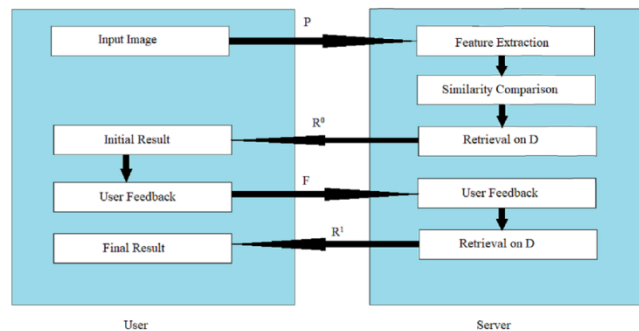 P
Input Image
Feature Extraction
Similarity Comparison
R⁰
Initial Result
Retrieval on D
F
User Feedback
User Feedback
R¹
Final Result
Retrieval on D
User
Server